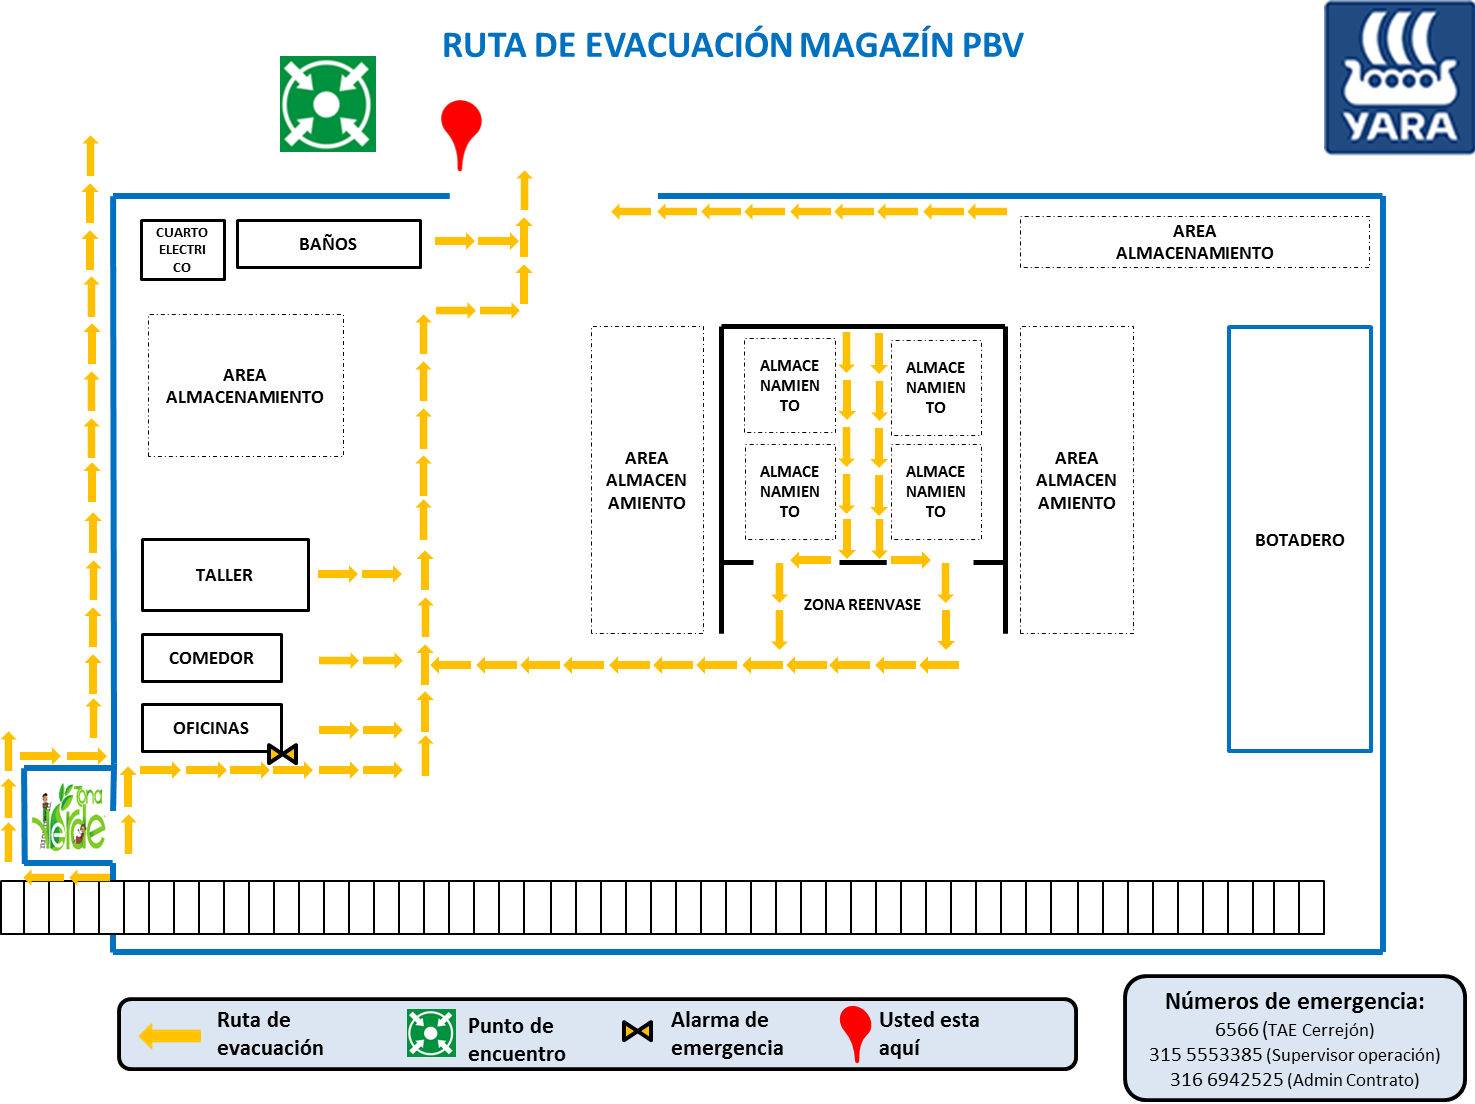 RUTA DE EVACUACIÓN MAGAZÍN PBV
YARA
CUARTO
ELECTRI
CO
BAÑOS
AREA
ALMACENAMIENTO
AREA
ALMACENAMIENTO
AREA
ALMACEN
AMIENTO
ALMACE
NAMIEN
TO
ALMACE
NAMIEN
TO
ALMACE
NAMIEN
TO
ALMACE
NAMIEN
TO
AREA
ALMACEN
AMIENTO
BOTADERO
TALLER
ZONA REENVASE
COMEDOR
OFICINAS
Zona
Verde
Ruta de
evacuación
Punto de
encuentro
Alarma de
emergencia
Usted esta
aquí
Números de emergencia:
6566 (TAE Cerrejón)
315 5553385 (Supervisor operación)
316 6942525 (Admin Contrato)